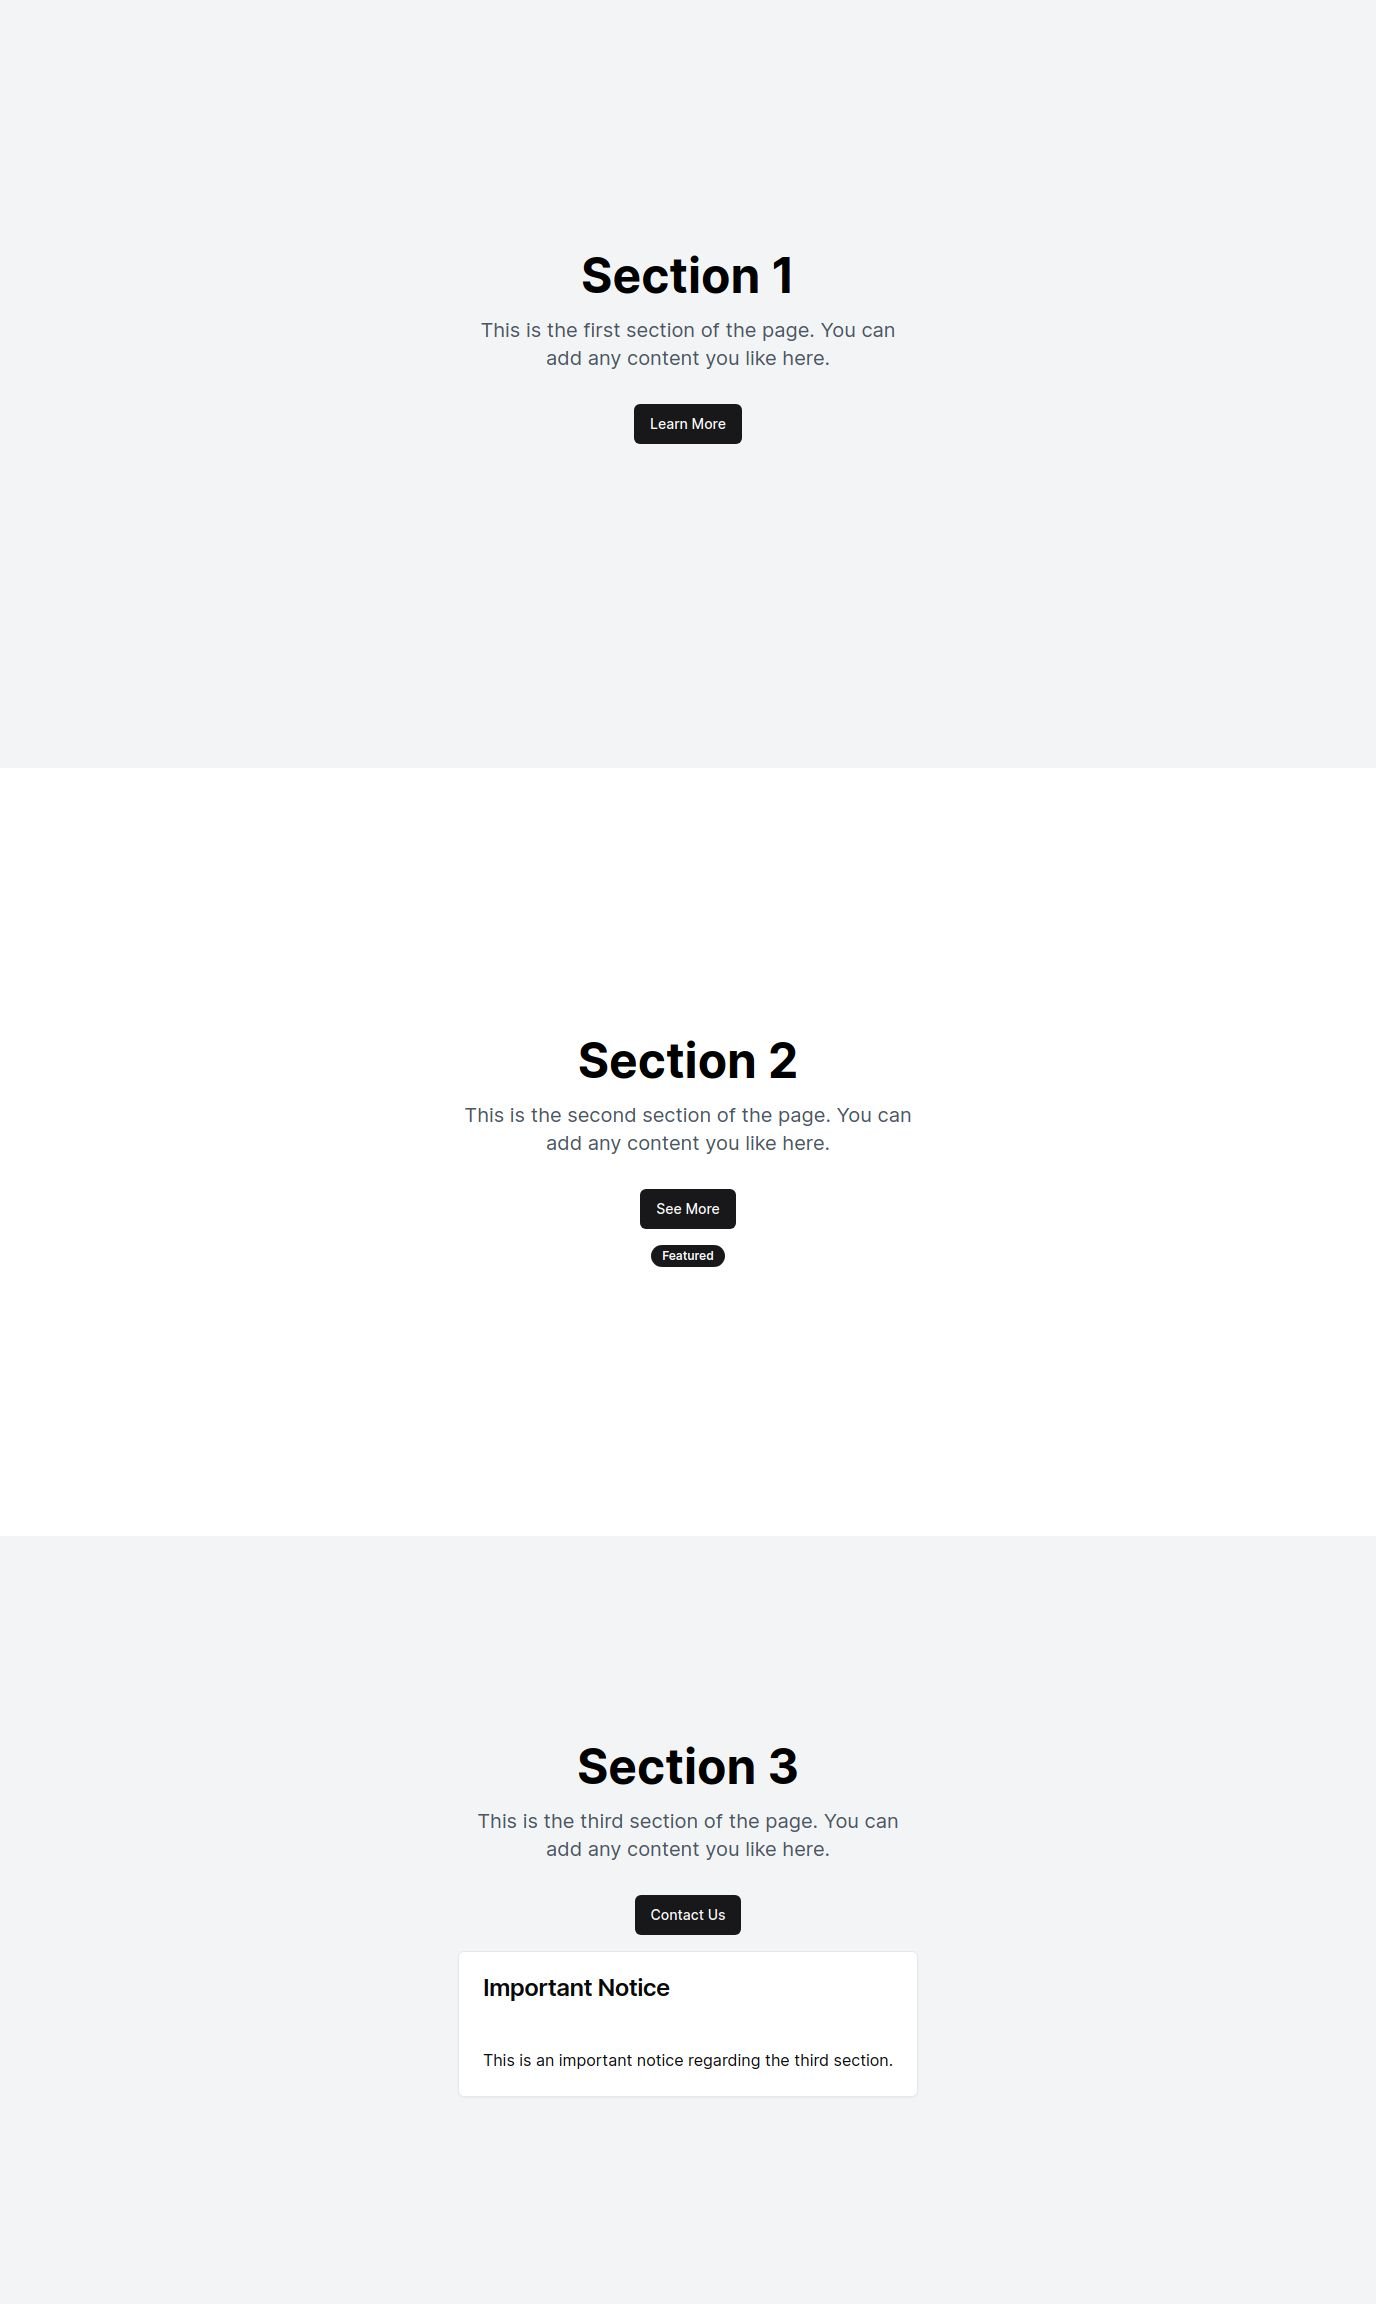 Section 1
This is the first section of the page. You can
add any content you like here.
Learn More
Section 2
This is the second section of the page. You can
add any content you like here.
See More
Featured
Section 3
This is the third section of the page. You can
add any content you like here.
Contact Us
Important Notice
This is an important notice regarding the third section.